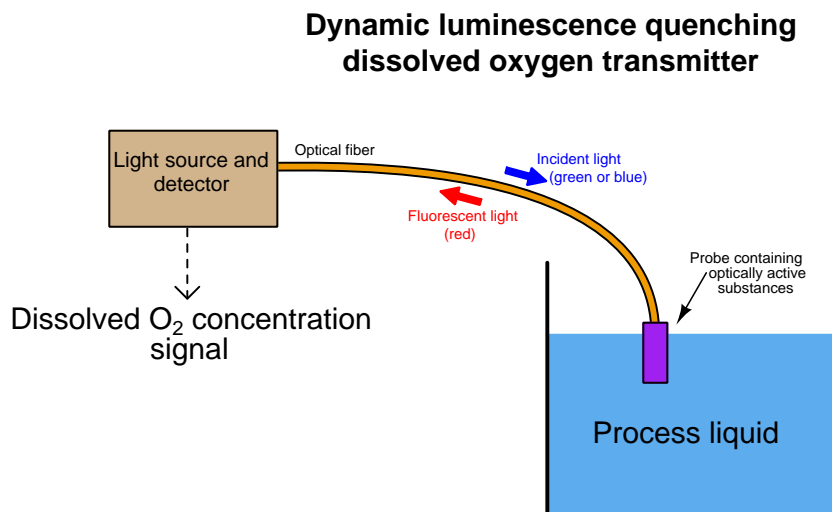 Dynamic luminescence quenching
dissolved oxygen transmitter
Light source and
detector
Optical fiber
Incident light
(green or blue)
Fluorescent light
(red)
Probe containing
optically active
substances
Dissolved O₂ concentration
signal
Process liquid